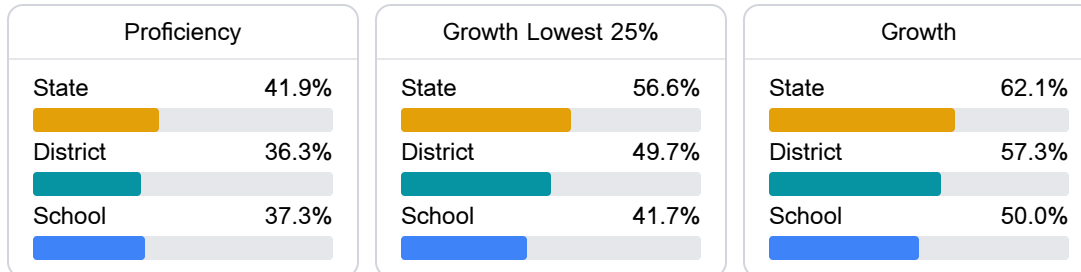 Proficiency
State 41.9%
District 36.3%
School 37.3%
Growth Lowest 25%
State 56.6%
District 49.7%
School 41.7%
Growth
State 62.1%
District 57.3%
School 50.0%